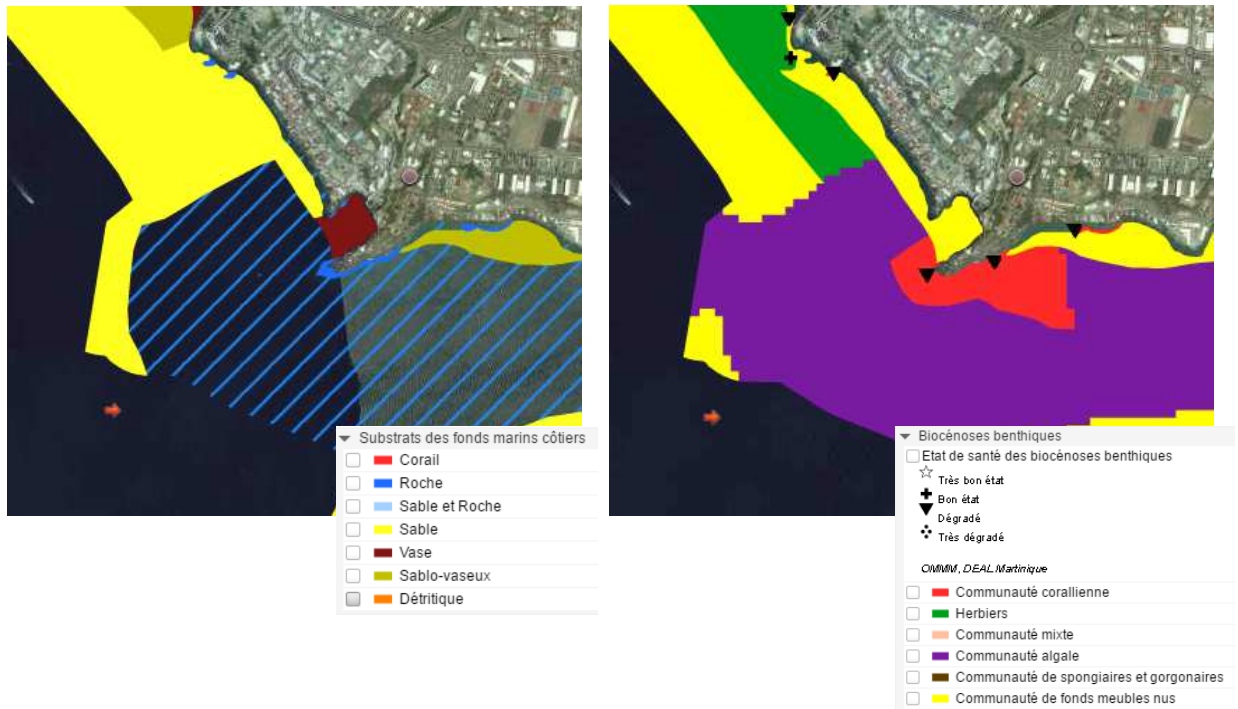 Substrats des fonds marins côtiers
Corail
Roche
Sable et Roche
Sable
Vase
Sablo-vaseux
Détritique
Biocénoses benthiques
Etat de santé des biocénoses benthiques
Très bon état
Bon état
Dégradé
Très dégradé
OMMM, DEAL Martinique
Communauté corallienne
Herbiers
Communauté mixte
Communauté algale
Communauté de spongiaires et gorgonaires
Communauté de fonds meubles nus